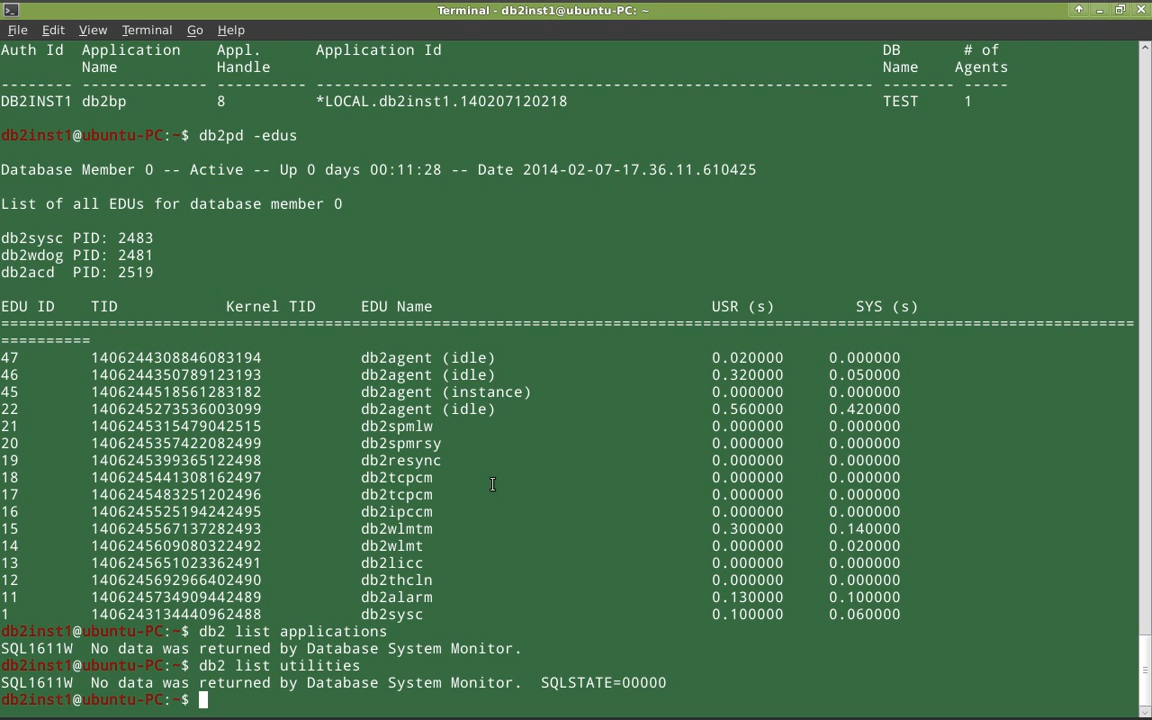 Terminal - db2inst1@ubuntu-PC: ~
File Edit View Terminal Go Help
Auth Id  Application    Appl.      Application Id                                                 DB       # of
         Name           Handle                                                                    Name    Agents
-------- -------------- ---------- -------------------------------------------------------------- -------- -----
DB2INST1 db2bp          8          *LOCAL.db2inst1.140207120218                                   TEST     1
db2inst1@ubuntu-PC:~$ db2pd -edus
Database Member 0 -- Active -- Up 0 days 00:11:28 -- Date 2014-02-07-17.36.11.610425
List of all EDUs for database member 0
db2sysc PID: 2483
db2wdog PID: 2481
db2acd  PID: 2519
EDU ID    TID            Kernel TID     EDU Name                               USR (s)         SYS (s)
==============================================================================================================================
==========
47        1406244308846083194           db2agent (idle)                        0.020000     0.000000
46        1406244350789123193           db2agent (idle)                        0.320000     0.050000
45        1406244518561283182           db2agent (instance)                    0.000000     0.000000
22        1406245273536003099           db2agent (idle)                        0.560000     0.420000
21        1406245315479042515           db2spmlw                               0.000000     0.000000
20        1406245357422082499           db2spmrsy                              0.000000     0.000000
19        1406245399365122498           db2resync                              0.000000     0.000000
18        1406245441308162497           db2tcpcm                               0.000000     0.000000
17        1406245483251202496           db2tcpcm                               0.000000     0.000000
16        1406245525194242495           db2ipccm                               0.000000     0.000000
15        1406245567137282493           db2wlmtm                               0.300000     0.140000
14        1406245609080322492           db2wlmt                                0.000000     0.020000
13        1406245651023362491           db2licc                                0.000000     0.000000
12        1406245692966402490           db2thcln                               0.000000     0.000000
11        1406245734909442489           db2alarm                               0.130000     0.100000
1         1406243134440962488           db2sysc                                0.100000     0.060000
db2inst1@ubuntu-PC:~$ db2 list applications
SQL1611W  No data was returned by Database System Monitor.
db2inst1@ubuntu-PC:~$ db2 list utilities
SQL1611W  No data was returned by Database System Monitor.  SQLSTATE=00000
db2inst1@ubuntu-PC:~$